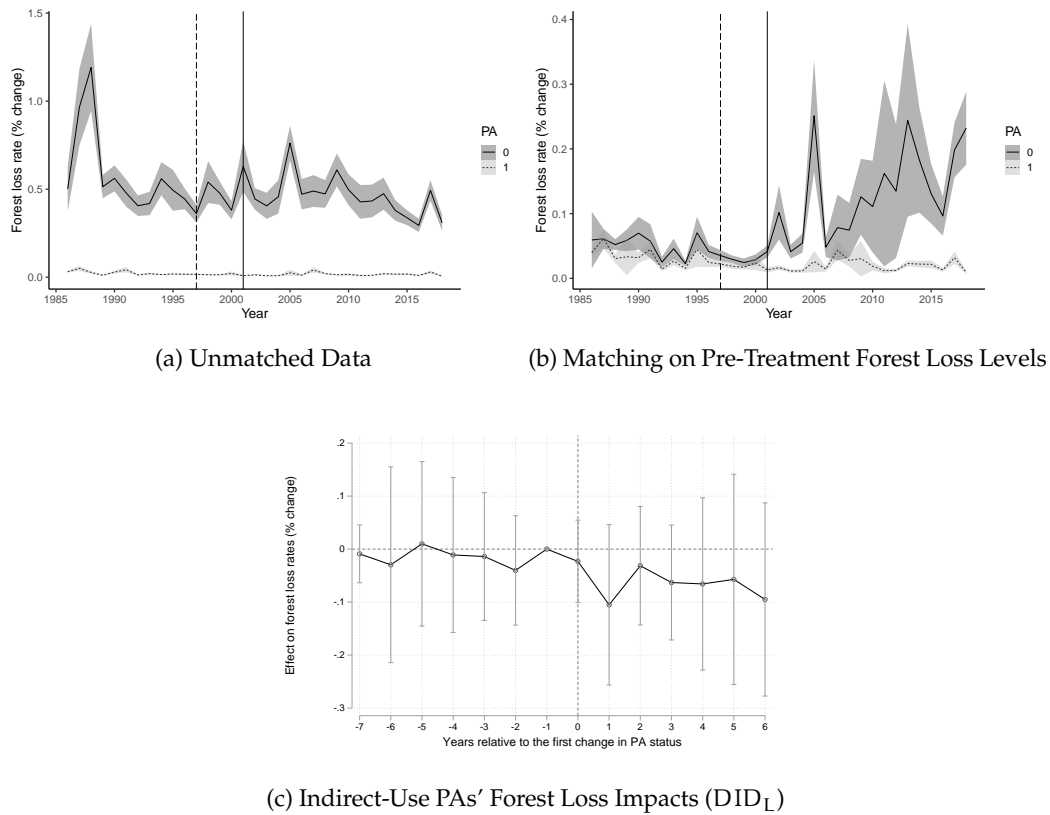 1.5
1.0
0.5
0.0
Forest loss rate (% change)
1985 1990 1995 2000 2005 2010 2015
Year
PA
0
1
(a) Unmatched Data
0.4
0.3
0.2
0.1
0.0
Forest loss rate (% change)
1985 1990 1995 2000 2005 2010 2015
Year
PA
0
1
(b) Matching on Pre-Treatment Forest Loss Levels
.2
.1
0
-.1
-.2
-.3
Effect on forest loss rates (% change)
-7 -6 -5 -4 -3 -2 -1 0 1 2 3 4 5 6
Years relative to the first change in PA status
(c) Indirect-Use PAs' Forest Loss Impacts (DID_L)